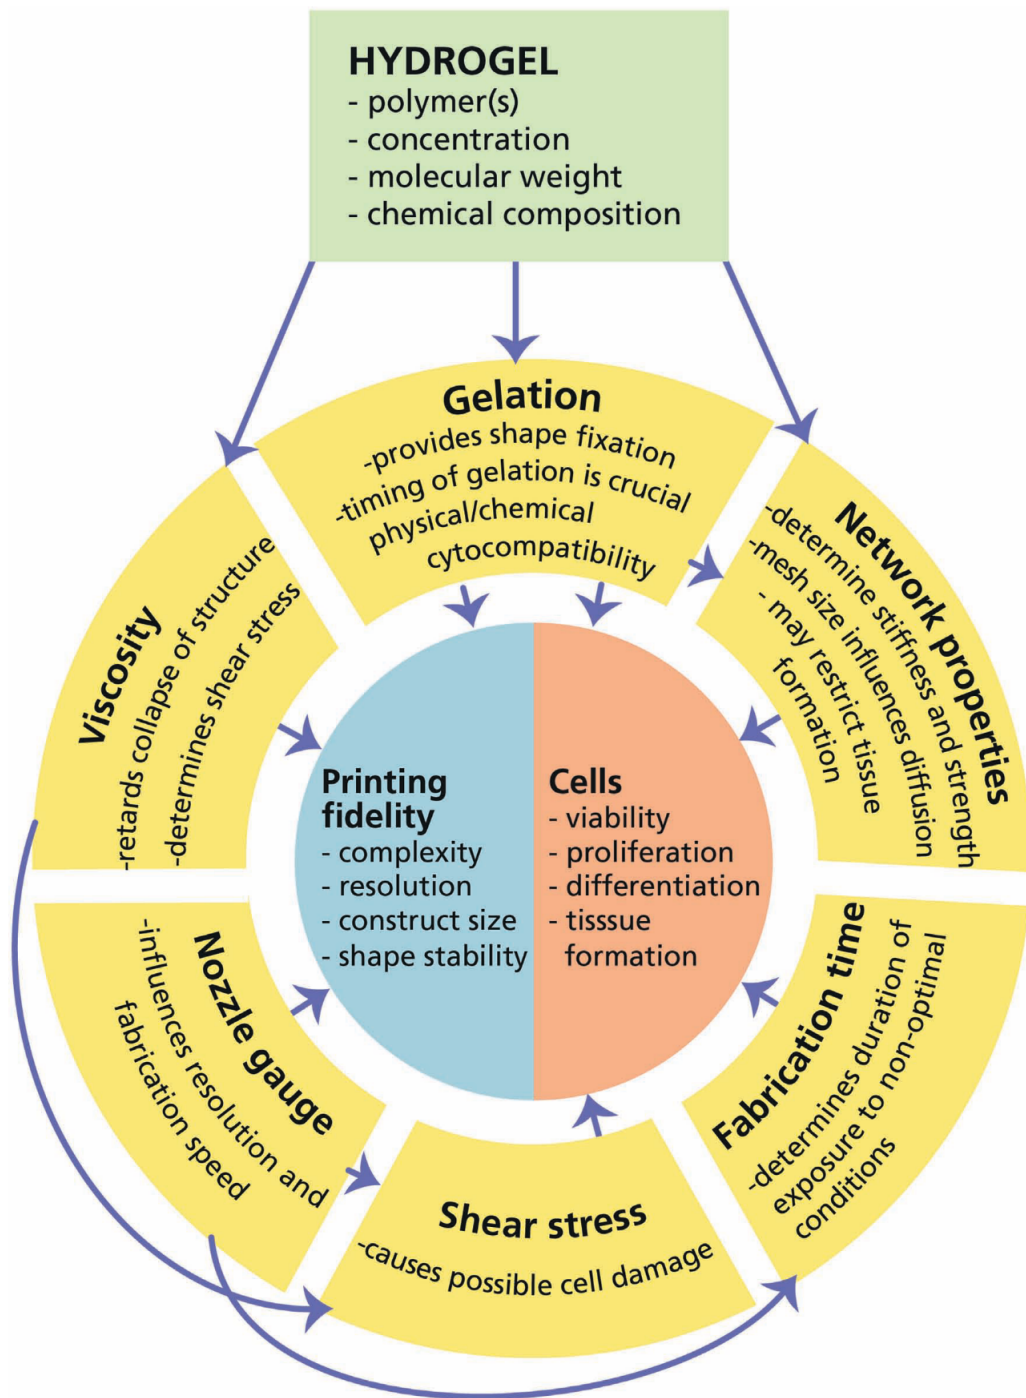 HYDROGEL
- polymer(s)
- concentration
- molecular weight
- chemical composition
Gelation
-provides shape fixation
-timing of gelation is crucial
physical/chemical
cytocompatibility
Network properties
-determine stiffness and strength
-mesh size influences diffusion
- may restrict tissue
formation
Viscosity
-retards collapse of structure
-determines shear stress
Printing
fidelity
- complexity
- resolution
- construct size
- shape stability
Cells
- viability
- proliferation
- differentiation
- tisssue
formation
Nozzle gauge
-influences resolution and
fabrication speed
Shear stress
-causes possible cell damage
Fabrication time
-determines duration of
exposure to non-optimal
conditions